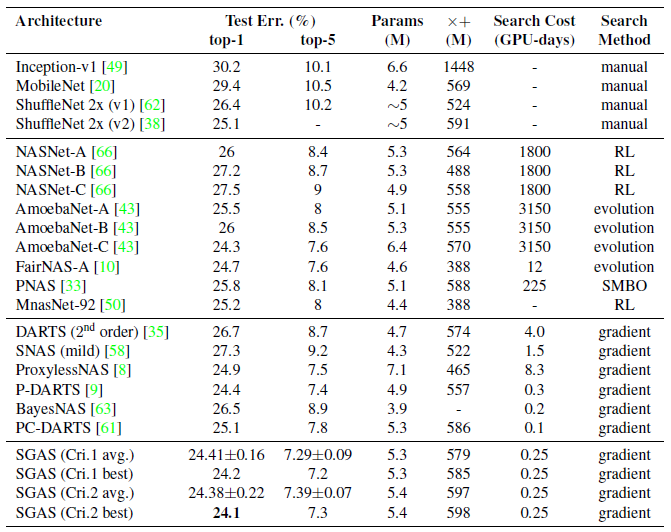 Architecture Test Err. (%) Params ×+ Search Cost Search
top-1 top-5 (M) (M) (GPU-days) Method
Inception-v1 [49] 30.2 10.1 6.6 1448 - manual
MobileNet [20] 29.4 10.5 4.2 569 - manual
ShuffleNet 2x (v1) [62] 26.4 10.2 ~5 524 - manual
ShuffleNet 2x (v2) [38] 25.1 - ~5 591 - manual
NASNet-A [66] 26 8.4 5.3 564 1800 RL
NASNet-B [66] 27.2 8.7 5.3 488 1800 RL
NASNet-C [66] 27.5 9 4.9 558 1800 RL
AmoebaNet-A [43] 25.5 8 5.1 555 3150 evolution
AmoebaNet-B [43] 26 8.5 5.3 555 3150 evolution
AmoebaNet-C [43] 24.3 7.6 6.4 570 3150 evolution
FairNAS-A [10] 24.7 7.6 4.6 388 12 evolution
PNAS [33] 25.8 8.1 5.1 588 225 SMBO
MnasNet-92 [50] 25.2 8 4.4 388 - RL
DARTS (2nd order) [35] 26.7 8.7 4.7 574 4.0 gradient
SNAS (mild) [58] 27.3 9.2 4.3 522 1.5 gradient
ProxylessNAS [8] 24.9 7.5 7.1 465 8.3 gradient
P-DARTS [9] 24.4 7.4 4.9 557 0.3 gradient
BayesNAS [63] 26.5 8.9 3.9 - 0.2 gradient
PC-DARTS [61] 25.1 7.8 5.3 586 0.1 gradient
SGAS (Cri.1 avg.) 24.41±0.16 7.29±0.09 5.3 579 0.25 gradient
SGAS (Cri.1 best) 24.2 7.2 5.3 585 0.25 gradient
SGAS (Cri.2 avg.) 24.38±0.22 7.39±0.07 5.4 597 0.25 gradient
SGAS (Cri.2 best) 24.1 7.3 5.4 598 0.25 gradient